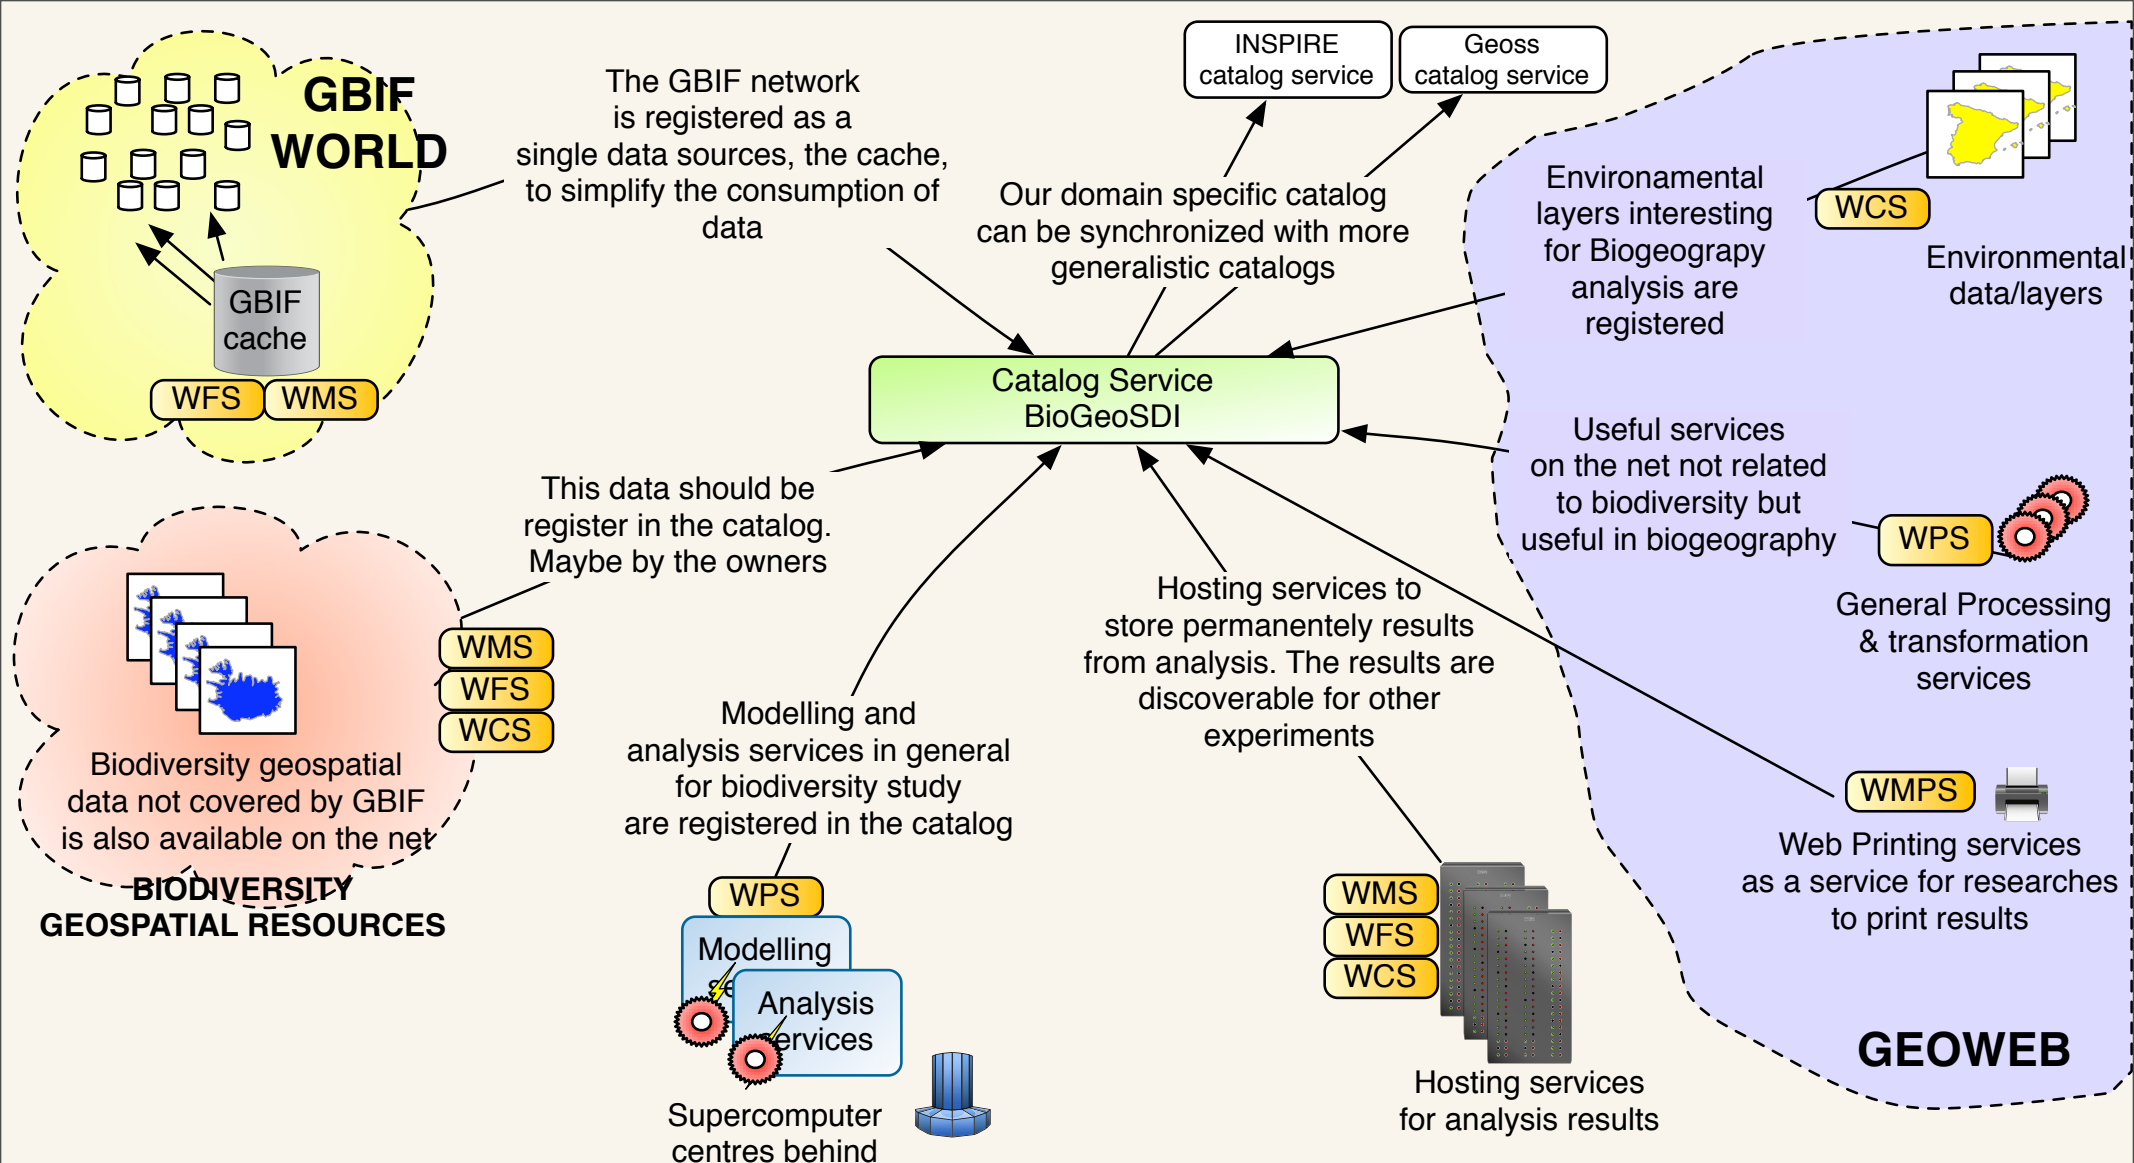 GBIF
WORLD
GBIF
cache
WFS
WMS
The GBIF network
is registered as a
single data sources, the cache,
to simplify the consumption of
data
INSPIRE
catalog service
Geoss
catalog service
Our domain specific catalog
can be synchronized with more
generalistic catalogs
Environamental
layers interesting
for Biogeograpy
analysis are
registered
WCS
Environmental
data/layers
Catalog Service
BioGeoSDI
Useful services
on the net not related
to biodiversity but
useful in biogeography
WPS
General Processing
& transformation
services
This data should be
register in the catalog.
Maybe by the owners
WMS
WFS
WCS
Biodiversity geospatial
data not covered by GBIF
is also available on the net
BIODIVERSITY
GEOSPATIAL RESOURCES
Modelling and
analysis services in general
for biodiversity study
are registered in the catalog
WPS
Modelling
Analysis
services
Supercomputer
centres behind
Hosting services to
store permanentely results
from analysis. The results are
discoverable for other
experiments
WMS
WFS
WCS
Hosting services
for analysis results
WMPS
Web Printing services
as a service for researches
to print results
GEOWEB